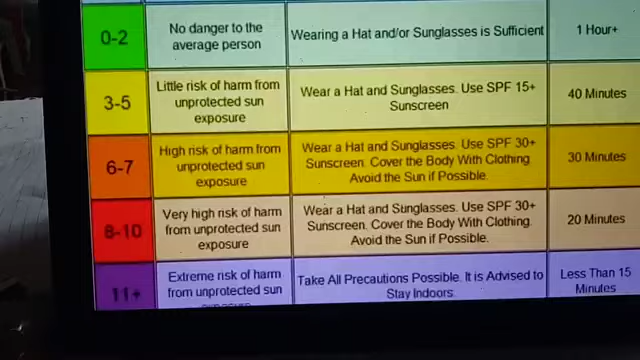 0-2
No danger to the
average person
Wearing a Hat and/or Sunglasses is Sufficient
1 Hour+
3-5
Little risk of harm from
unprotected sun
exposure
Wear a Hat and Sunglasses. Use SPF 15+
Sunscreen
40 Minutes
6-7
High risk of harm from
unprotected sun
exposure
Wear a Hat and Sunglasses. Use SPF 30+
Sunscreen. Cover the Body With Clothing.
Avoid the Sun if Possible.
30 Minutes
8-10
Very high risk of harm
from unprotected sun
exposure
Wear a Hat and Sunglasses. Use SPF 30+
Sunscreen. Cover the Body With Clothing.
Avoid the Sun if Possible.
20 Minutes
11+
Extreme risk of harm
from unprotected sun
Take All Precautions Possible. It is Advised to
Stay Indoors.
Less Than 15
Minutes